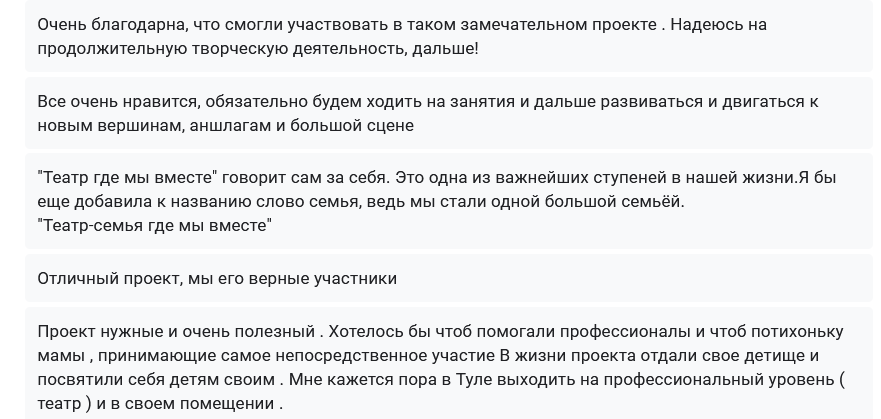 Очень благодарна, что смогли участвовать в таком замечательном проекте . Надеюсь на
продолжительную творческую деятельность, дальше!
Все очень нравится, обязательно будем ходить на занятия и дальше развиваться и двигаться к
новым вершинам, аншлагам и большой сцене
"Театр где мы вместе" говорит сам за себя. Это одна из важнейших ступеней в нашей жизни.Я бы
еще добавила к названию слово семья, ведь мы стали одной большой семьёй.
"Театр-семья где мы вместе"
Отличный проект, мы его верные участники
Проект нужные и очень полезный . Хотелось бы чтоб помогали профессионалы и чтоб потихоньку
мамы , принимающие самое непосредственное участие В жизни проекта отдали свое детище и
посвятили себя детям своим . Мне кажется пора в Туле выходить на профессиональный уровень (
театр ) и в своем помещении .